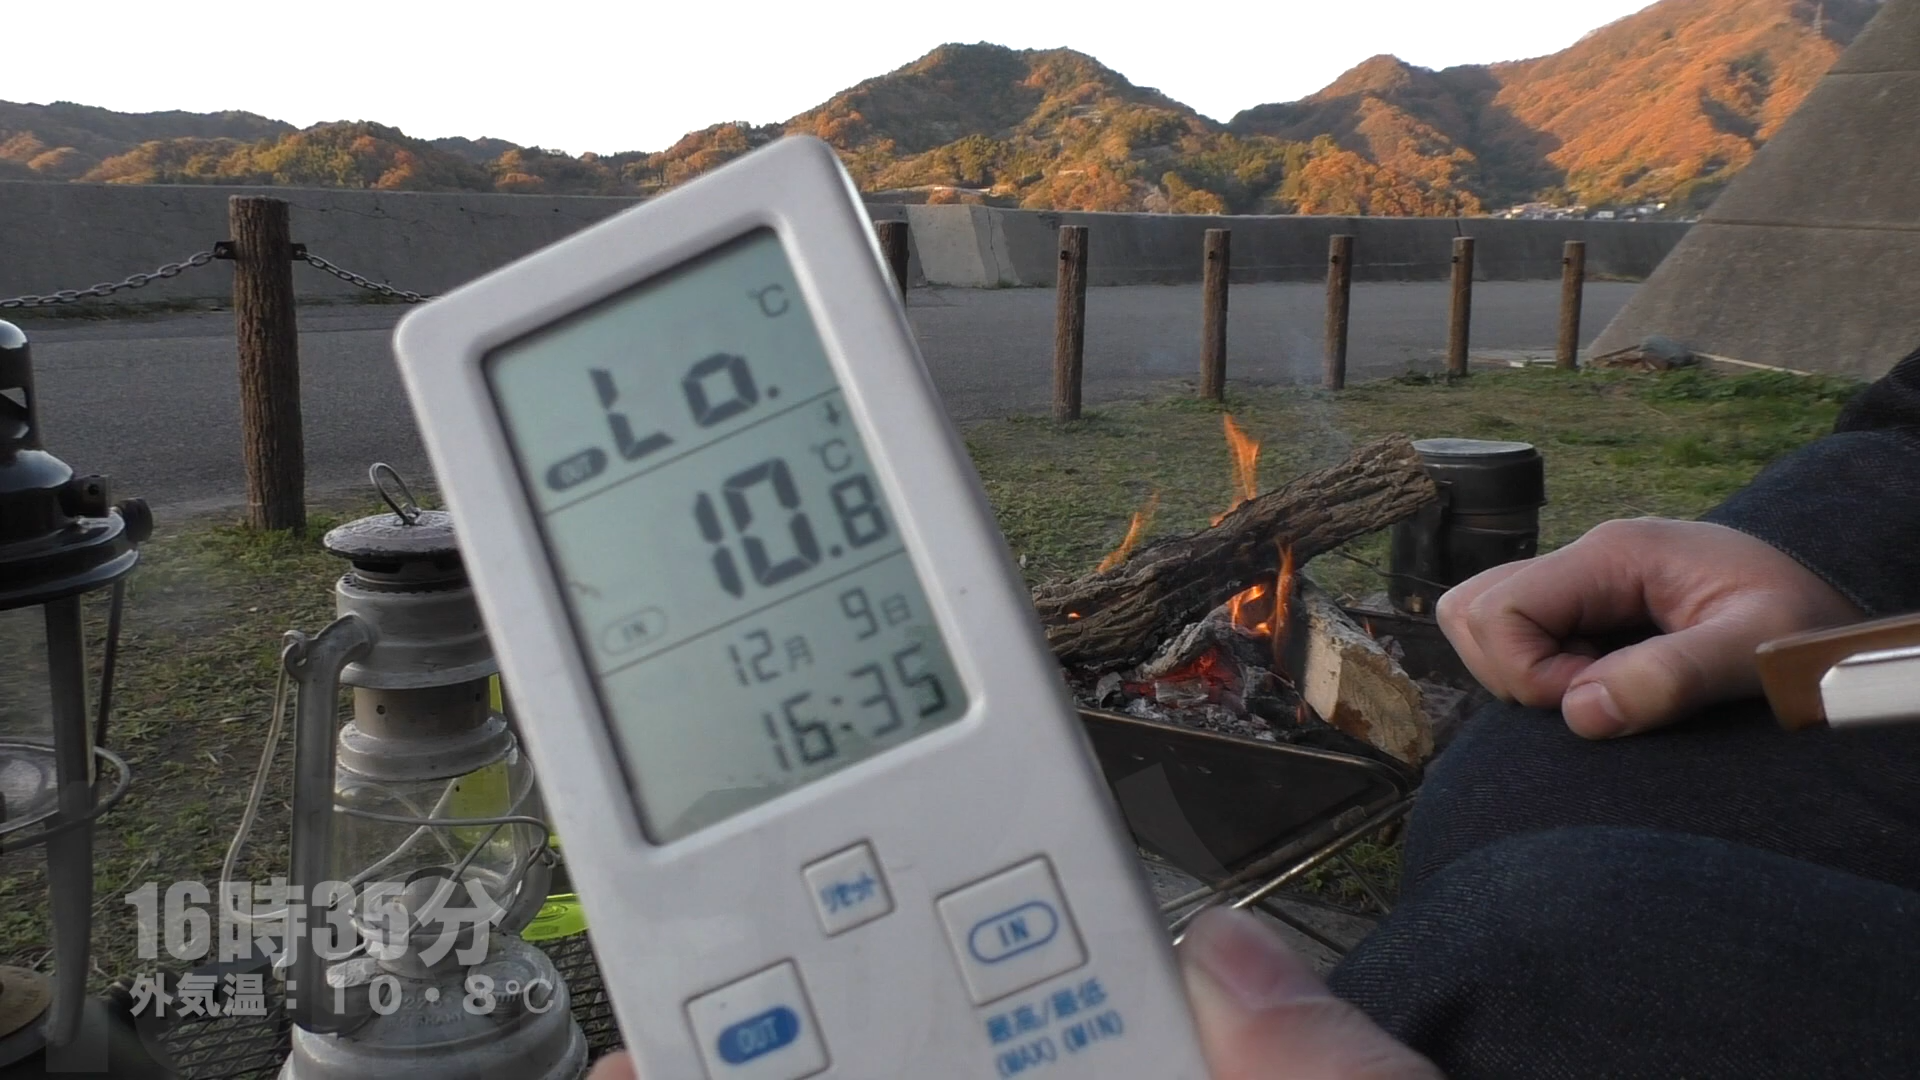 ℃
OUT Lo.
℃
10.8
IN
12月 9日
16:35
リセット
IN
OUT
最高/最低
(MAX) (MIN)
16時35分
外気温:10・8℃